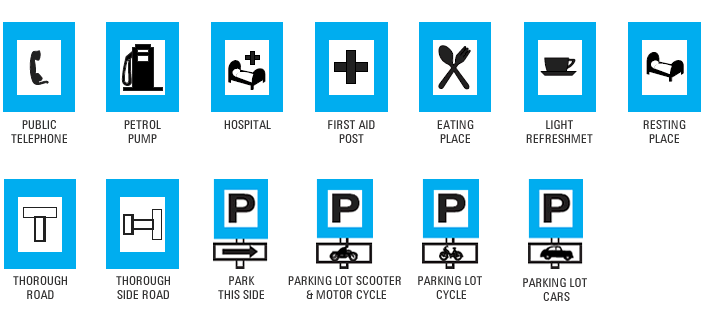 PUBLIC
TELEPHONE
PETROL
PUMP
HOSPITAL
FIRST AID
POST
EATING
PLACE
LIGHT
REFRESHMET
RESTING
PLACE
P
P
P
P
THOROUGH
ROAD
THOROUGH
SIDE ROAD
PARK
THIS SIDE
PARKING LOT SCOOTER
& MOTOR CYCLE
PARKING LOT
CYCLE
PARKING LOT
CARS